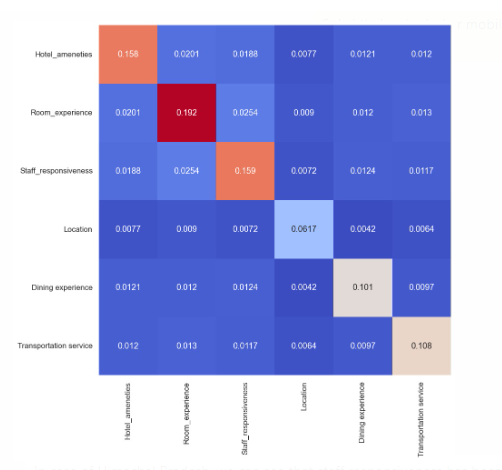 Hotel_ameneties 0.158 0.0201 0.0188 0.0077 0.0121 0.012
Room_experience 0.0201 0.192 0.0254 0.009 0.012 0.013
Staff_responsiveness 0.0188 0.0254 0.159 0.0072 0.0124 0.0117
Location 0.0077 0.009 0.0072 0.0617 0.0042 0.0064
Dining experience 0.0121 0.012 0.0124 0.0042 0.101 0.0097
Transportation service 0.012 0.013 0.0117 0.0064 0.0097 0.108
Hotel_ameneties
Room_experience
Staff_responsiveness
Location
Dining experience
Transportation service